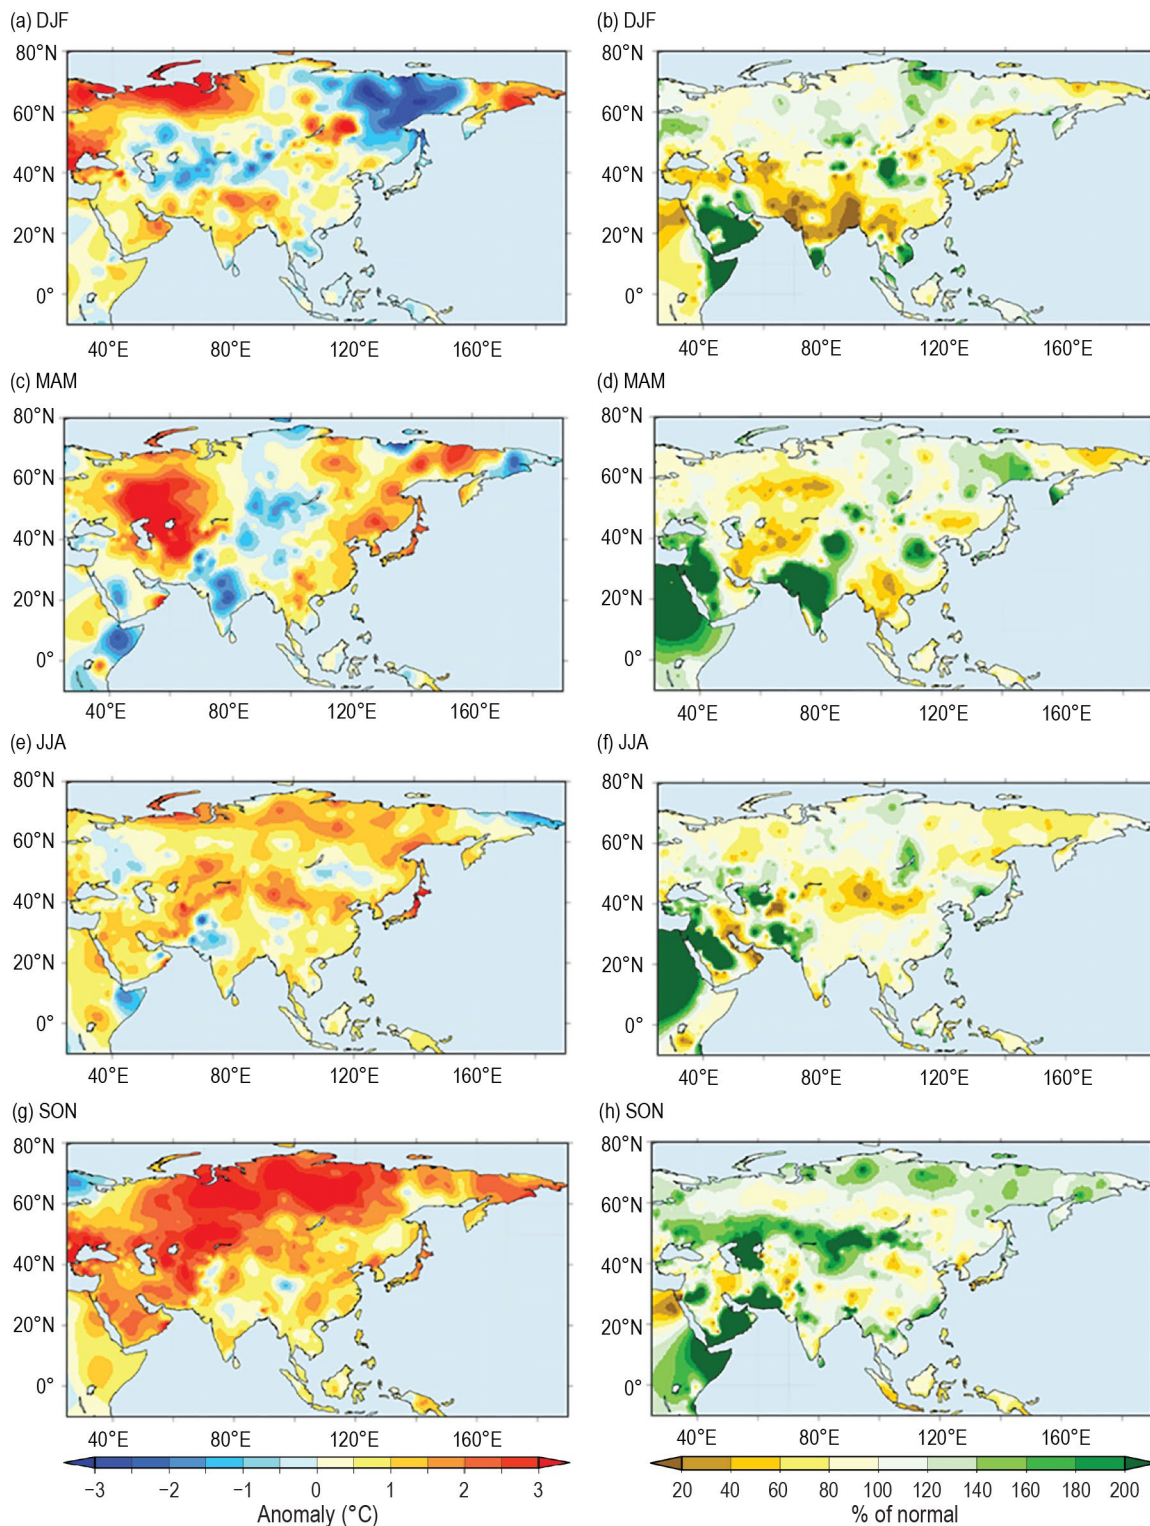 (a) DJF
(b) DJF
80°N
60°N
40°N
20°N
0°
40°E 80°E 120°E 160°E
80°N
60°N
40°N
20°N
0°
40°E 80°E 120°E 160°E
(c) MAM
(d) MAM
80°N
60°N
40°N
20°N
0°
40°E 80°E 120°E 160°E
80°N
60°N
40°N
20°N
0°
40°E 80°E 120°E 160°E
(e) JJA
(f) JJA
80°N
60°N
40°N
20°N
0°
40°E 80°E 120°E 160°E
80°N
60°N
40°N
20°N
0°
40°E 80°E 120°E 160°E
(g) SON
(h) SON
80°N
60°N
40°N
20°N
0°
40°E 80°E 120°E 160°E
80°N
60°N
40°N
20°N
0°
40°E 80°E 120°E 160°E
−3 −2 −1 0 1 2 3
Anomaly (°C)
20 40 60 80 100 120 140 160 180 200
% of normal